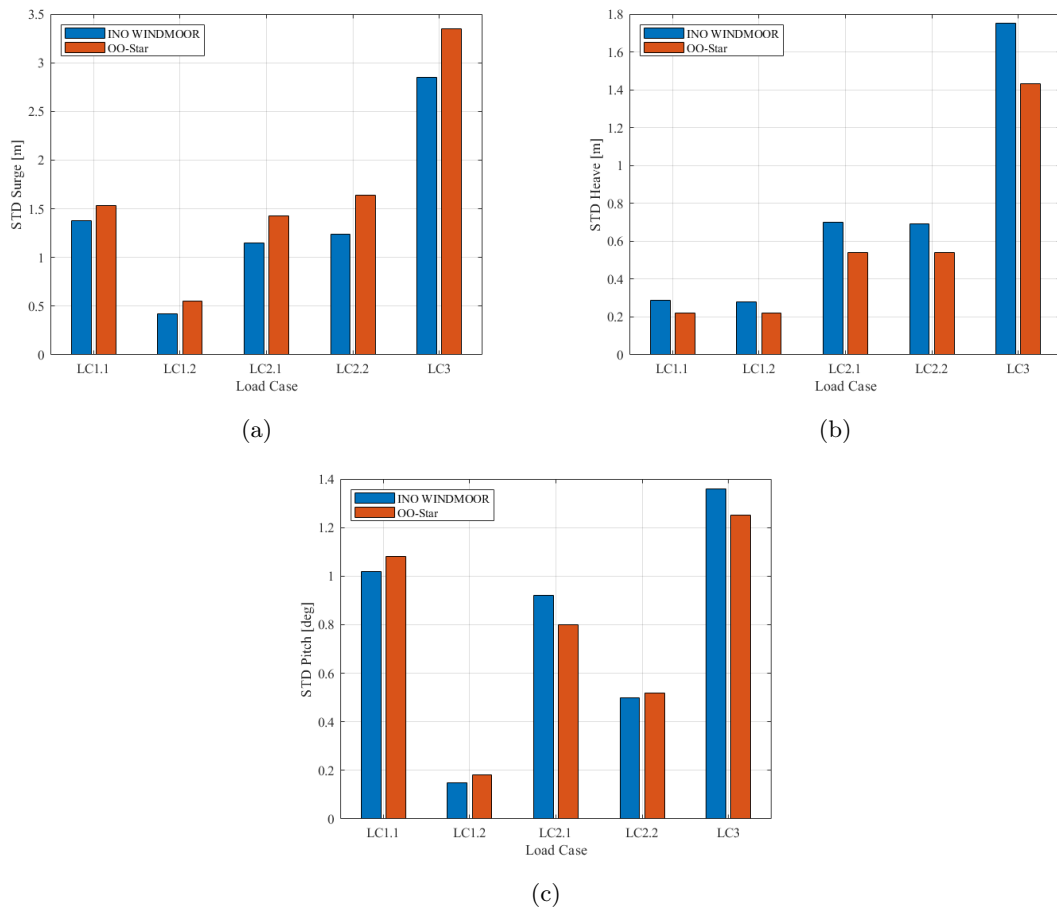 3.5
3
2.5
2
1.5
1
0.5
0
STD Surge [m]
INO WINDMOOR
OO-Star
LC1.1 LC1.2 LC2.1 LC2.2 LC3
Load Case
(a)
1.8
1.6
1.4
1.2
1
0.8
0.6
0.4
0.2
0
STD Heave [m]
INO WINDMOOR
OO-Star
LC1.1 LC1.2 LC2.1 LC2.2 LC3
Load Case
(b)
1.4
1.2
1
0.8
0.6
0.4
0.2
0
STD Pitch [deg]
INO WINDMOOR
OO-Star
LC1.1 LC1.2 LC2.1 LC2.2 LC3
Load Case
(c)